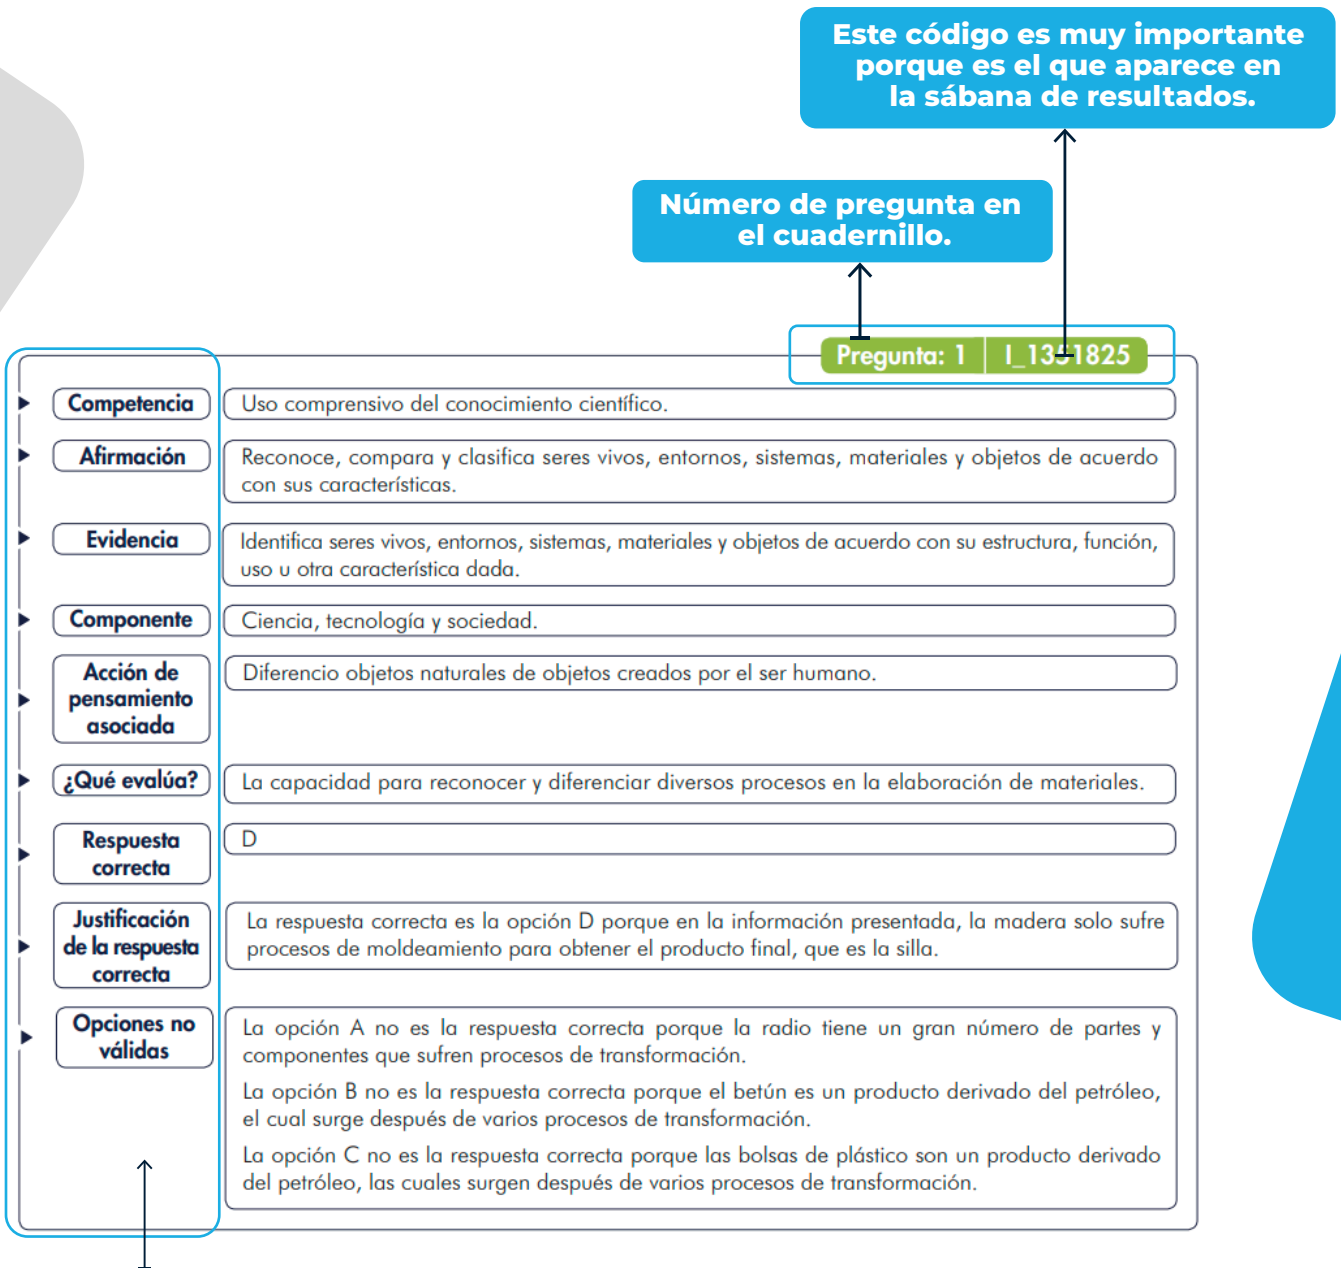 Este código es muy importante
porque es el que aparece en
la sábana de resultados.
Número de pregunta en
el cuadernillo.
Pregunta: 1 I_1351825
Competencia
Uso comprensivo del conocimiento científico.
Afirmación
Reconoce, compara y clasifica seres vivos, entornos, sistemas, materiales y objetos de acuerdo
con sus características.
Evidencia
Identifica seres vivos, entornos, sistemas, materiales y objetos de acuerdo con su estructura, función,
uso u otra característica dada.
Componente
Ciencia, tecnología y sociedad.
Acción de
pensamiento
asociada
Diferencio objetos naturales de objetos creados por el ser humano.
¿Qué evalúa?
La capacidad para reconocer y diferenciar diversos procesos en la elaboración de materiales.
Respuesta
correcta
D
Justificación
de la respuesta
correcta
La respuesta correcta es la opción D porque en la información presentada, la madera solo sufre
procesos de moldeamiento para obtener el producto final, que es la silla.
Opciones no
válidas
La opción A no es la respuesta correcta porque la radio tiene un gran número de partes y
componentes que sufren procesos de transformación.
La opción B no es la respuesta correcta porque el betún es un producto derivado del petróleo,
el cual surge después de varios procesos de transformación.
La opción C no es la respuesta correcta porque las bolsas de plástico son un producto derivado
del petróleo, las cuales surgen después de varios procesos de transformación.